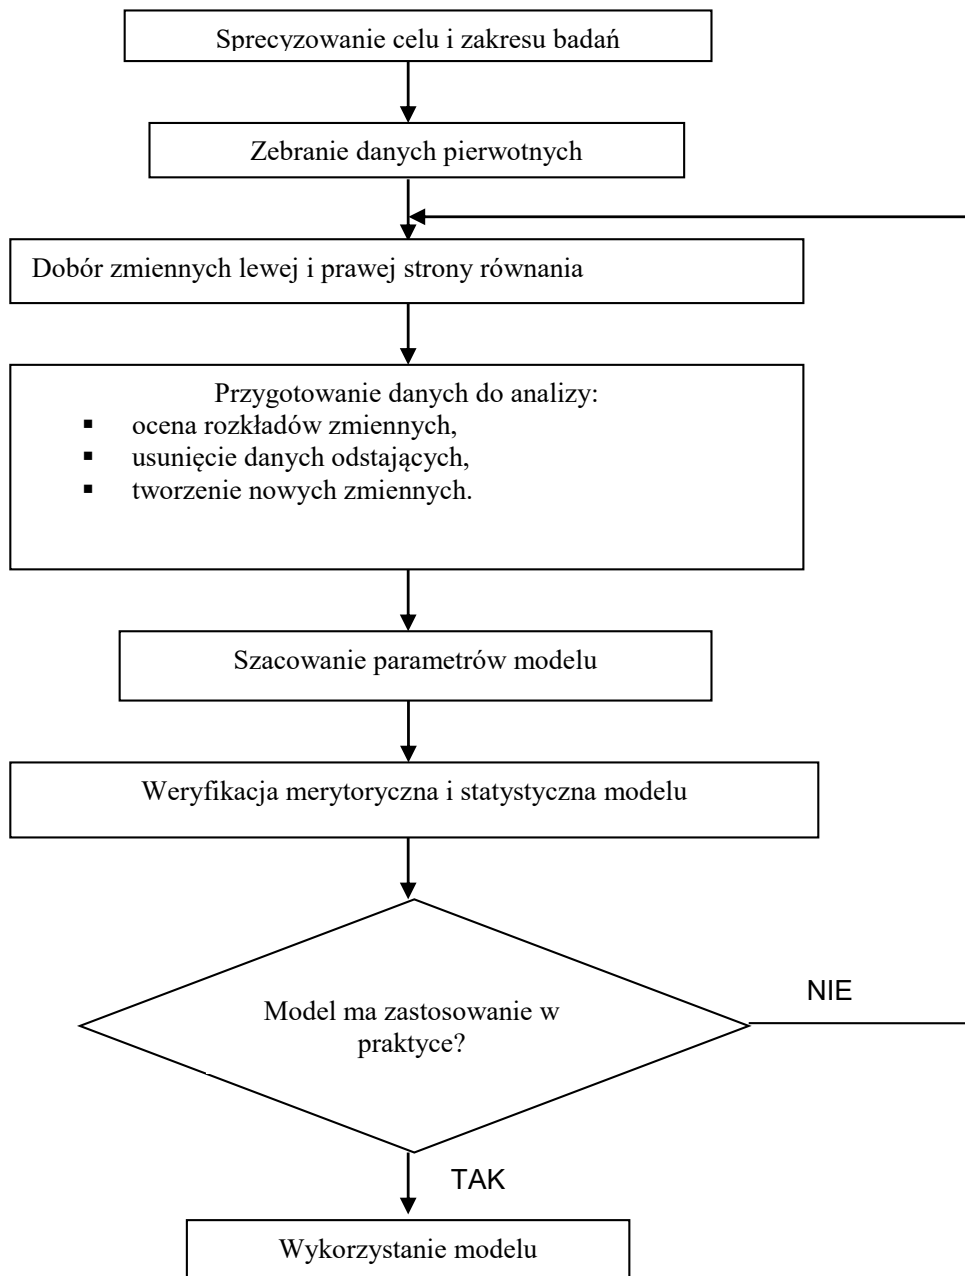 Sprecyzowanie celu i zakresu badań
Zebranie danych pierwotnych
Dobór zmiennych lewej i prawej strony równania
Przygotowanie danych do analizy:
▪ ocena rozkładów zmiennych,
▪ usunięcie danych odstających,
▪ tworzenie nowych zmiennych.
Szacowanie parametrów modelu
Weryfikacja merytoryczna i statystyczna modelu
Model ma zastosowanie w
praktyce?
NIE
TAK
Wykorzystanie modelu